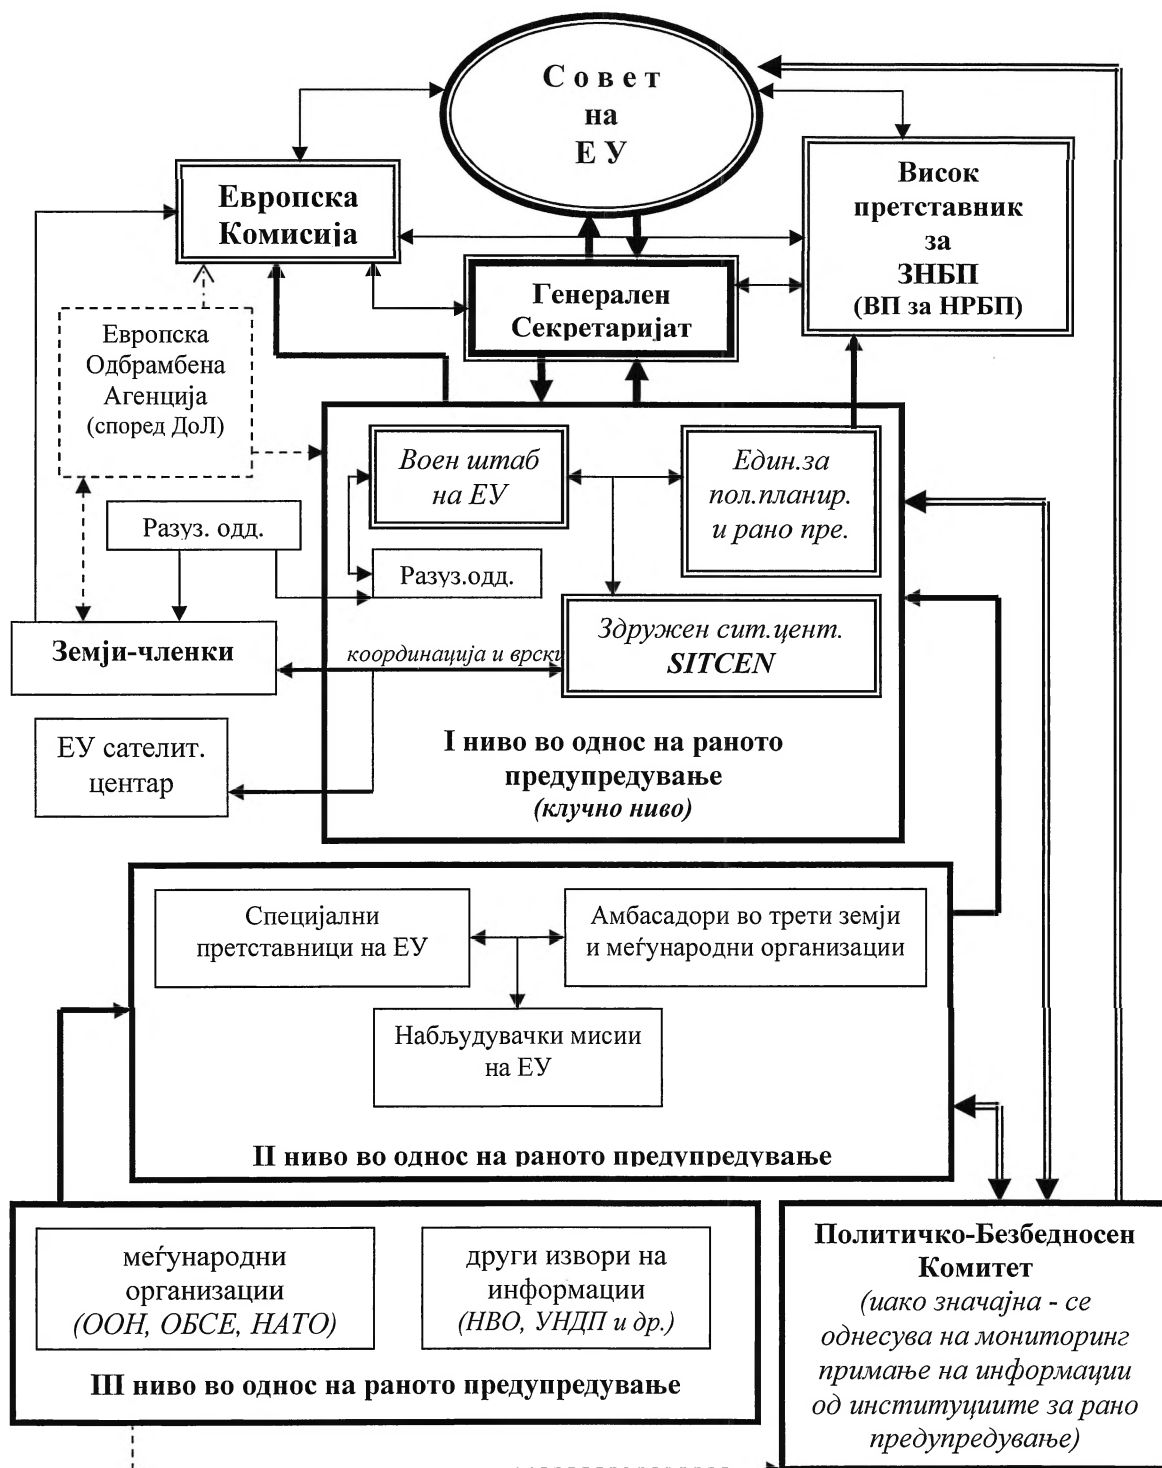 С о в е т
на
Е У
Европска
Комисија
Висок
претставник
за
ЗНБП
(ВП за НРБП)
Генерален
Секретаријат
Европска
Одбрамбена
Агенција
(според ДоЛ)
Воен штаб
на ЕУ
Един.за
пол.планир.
и рано пре.
Разуз. одд.
Разуз.одд.
Здружен сит.цент.
SITCEN
Земји-членки
координација и врски
ЕУ сателит.
центар
I ниво во однос на раното
предупредување
(клучно ниво)
Специјални
претставници на ЕУ
Амбасадори во трети земји
и меѓународни организации
Набљудувачки мисии
на ЕУ
II ниво во однос на раното предупредување
меѓународни
организации
(ООН, ОБСЕ, НАТО)
други извори на
информации
(НВО, УНДП и др.)
III ниво во однос на раното предупредување
Политичко-Безбедносен
Комитет
(иако значајна - се
однесува на мониторинг
примање на информации
од институциите за рано
предупредување)